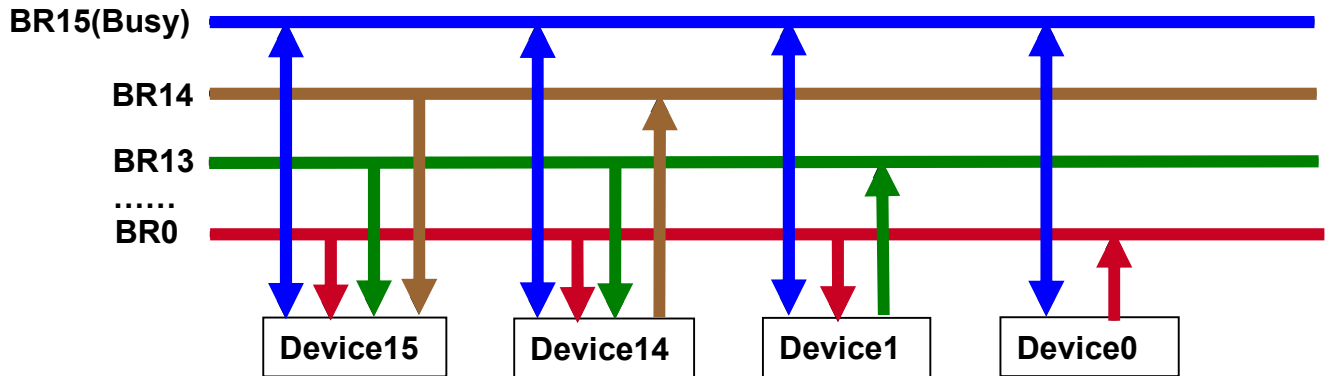 BR15(Busy)
BR14
BR13
......
BR0
Device15
Device14
Device1
Device0